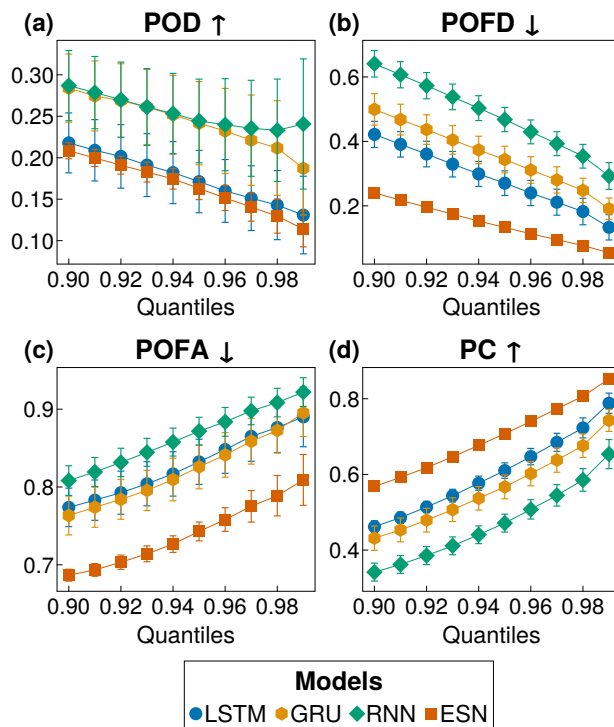 (a) POD ↑
0.30
0.25
0.20
0.15
0.10
0.90 0.92 0.94 0.96 0.98
Quantiles
(b) POFD ↓
0.6
0.4
0.2
0.90 0.92 0.94 0.96 0.98
Quantiles
(c) POFA ↓
0.9
0.8
0.7
0.90 0.92 0.94 0.96 0.98
Quantiles
(d) PC ↑
0.8
0.6
0.4
0.90 0.92 0.94 0.96 0.98
Quantiles
Models
LSTM GRU RNN ESN